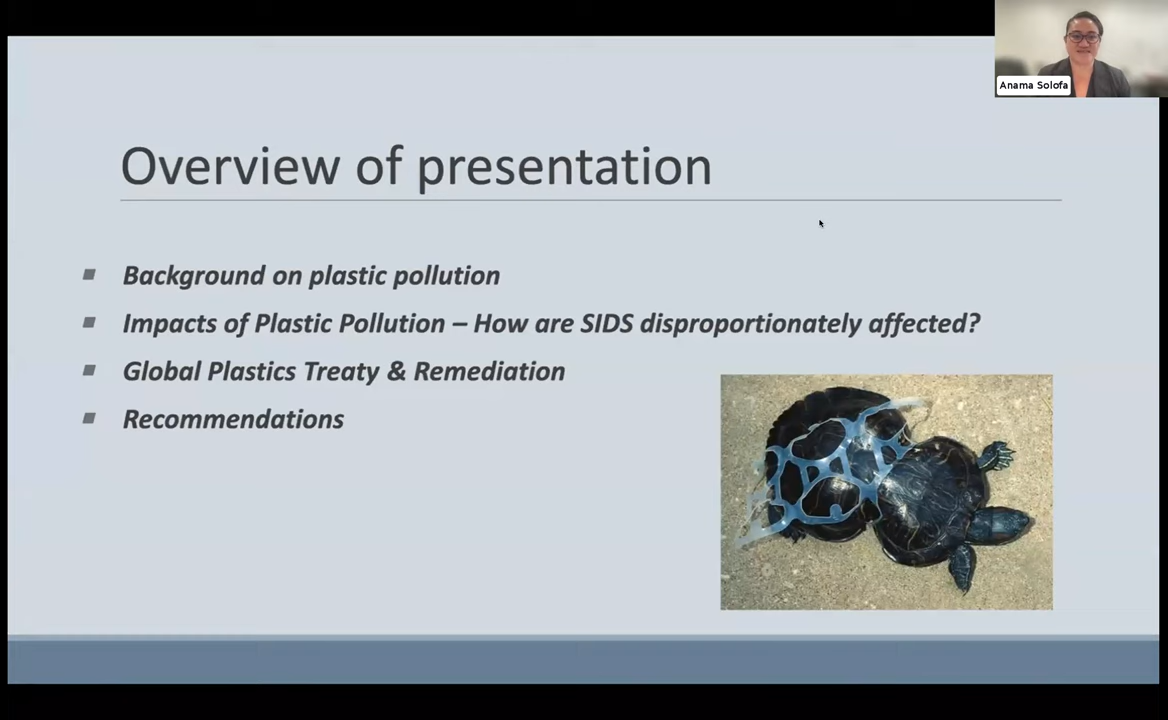 Anama Solofa
Overview of presentation
Background on plastic pollution
Impacts of Plastic Pollution – How are SIDS disproportionately affected?
Global Plastics Treaty & Remediation
Recommendations